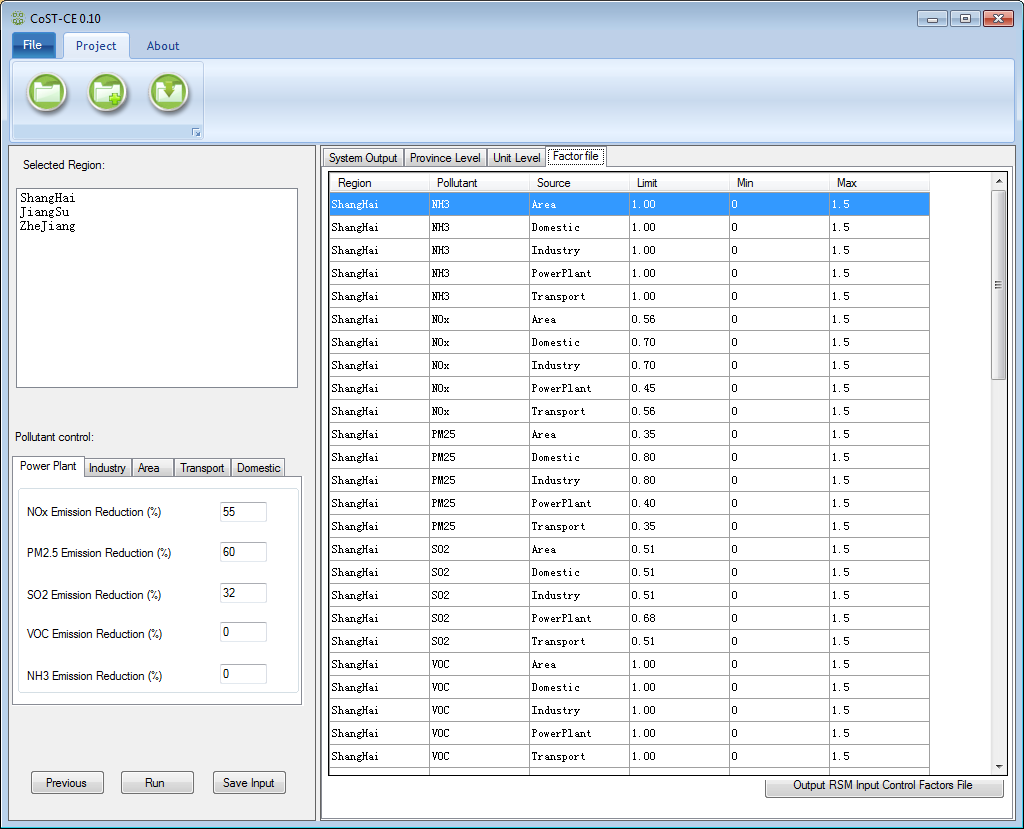 CoST-CE 0.10
File Project About
Selected Region:
ShangHai
JiangSu
ZheJiang
Pollutant control:
Power Plant Industry Area Transport Domestic
NOx Emission Reduction (%) 55
PM2.5 Emission Reduction (%) 60
SO2 Emission Reduction (%) 32
VOC Emission Reduction (%) 0
NH3 Emission Reduction (%) 0
Previous Run Save Input
System Output Province Level Unit Level Factor file
Region Pollutant Source Limit Min Max
ShangHai NH3 Area 1.00 0 1.5
ShangHai NH3 Domestic 1.00 0 1.5
ShangHai NH3 Industry 1.00 0 1.5
ShangHai NH3 PowerPlant 1.00 0 1.5
ShangHai NH3 Transport 1.00 0 1.5
ShangHai NOx Area 0.56 0 1.5
ShangHai NOx Domestic 0.70 0 1.5
ShangHai NOx Industry 0.70 0 1.5
ShangHai NOx PowerPlant 0.45 0 1.5
ShangHai NOx Transport 0.56 0 1.5
ShangHai PM25 Area 0.35 0 1.5
ShangHai PM25 Domestic 0.80 0 1.5
ShangHai PM25 Industry 0.80 0 1.5
ShangHai PM25 PowerPlant 0.40 0 1.5
ShangHai PM25 Transport 0.35 0 1.5
ShangHai SO2 Area 0.51 0 1.5
ShangHai SO2 Domestic 0.51 0 1.5
ShangHai SO2 Industry 0.51 0 1.5
ShangHai SO2 PowerPlant 0.68 0 1.5
ShangHai SO2 Transport 0.51 0 1.5
ShangHai VOC Area 1.00 0 1.5
ShangHai VOC Domestic 1.00 0 1.5
ShangHai VOC Industry 1.00 0 1.5
ShangHai VOC PowerPlant 1.00 0 1.5
ShangHai VOC Transport 1.00 0 1.5
Output RSM Input Control Factors File